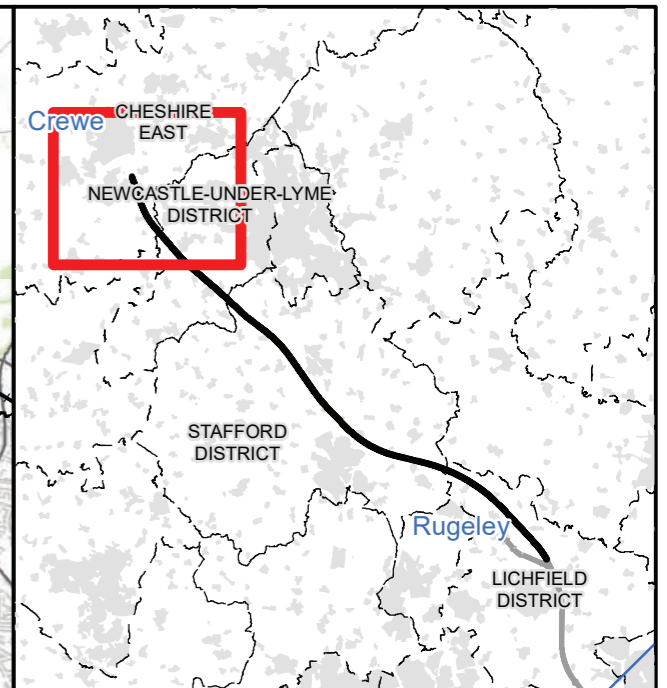 Crewe
CHESHIRE
EAST
NEWCASTLE-UNDER-LYME
DISTRICT
STAFFORD
DISTRICT
Rugeley
LICHFIELD
DISTRICT